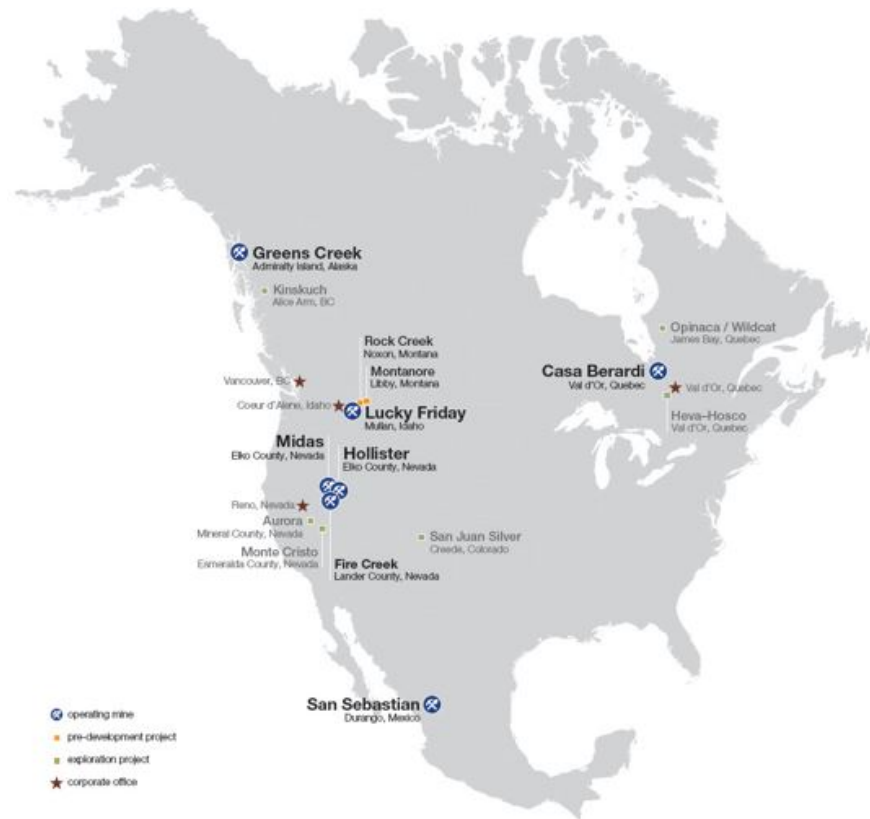 Greens Creek
Admiralty Island, Alaska
Kinskuch
Alice Arm, BC
Rock Creek
Noxon, Montana
Montanore
Libby, Montana
Vancouver, BC
Coeur d'Alene, Idaho
Lucky Friday
Mullan, Idaho
Opinaca / Wildcat
James Bay, Quebec
Casa Berardi
Val d'Or, Quebec
Val d'Or, Quebec
Heva-Hosco
Val d'Or, Quebec
Midas
Elko County, Nevada
Hollister
Elko County, Nevada
Reno, Nevada
Aurora
Mineral County, Nevada
Monte Cristo
Esmeralda County, Nevada
Fire Creek
Lander County, Nevada
San Juan Silver
Creede, Colorado
San Sebastian
Durango, Mexico
operating mine
pre-development project
exploration project
corporate office